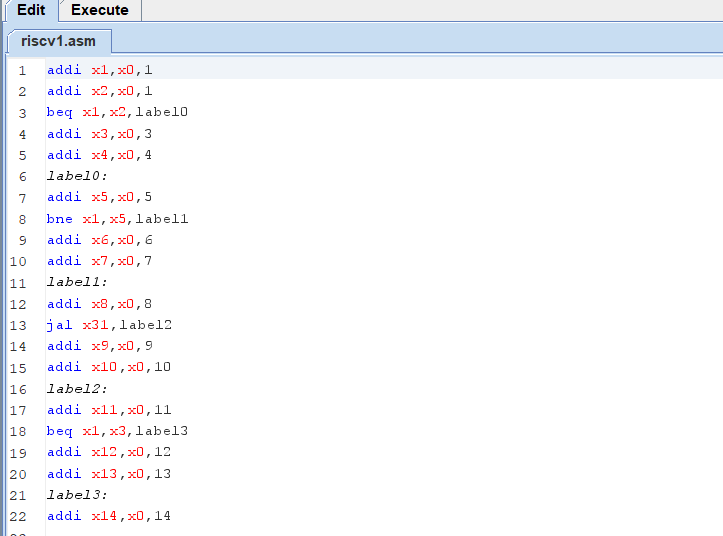 Edit Execute
riscv1.asm
1 addi x1,x0,1
2 addi x2,x0,1
3 beq x1,x2,label0
4 addi x3,x0,3
5 addi x4,x0,4
6 label0:
7 addi x5,x0,5
8 bne x1,x5,label1
9 addi x6,x0,6
10 addi x7,x0,7
11 label1:
12 addi x8,x0,8
13 jal x31,label2
14 addi x9,x0,9
15 addi x10,x0,10
16 label2:
17 addi x11,x0,11
18 beq x1,x3,label3
19 addi x12,x0,12
20 addi x13,x0,13
21 label3:
22 addi x14,x0,14